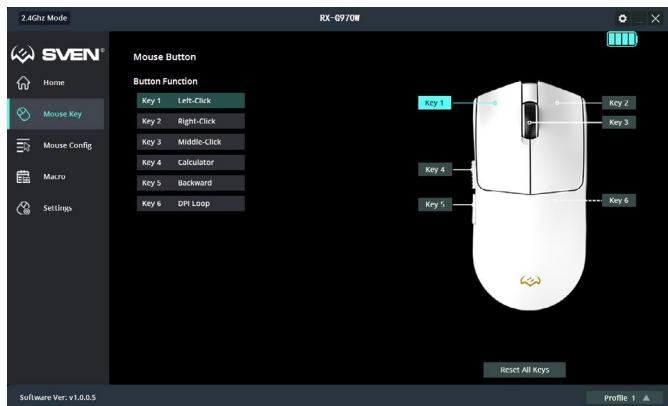 2.4Ghz Mode
RX-G970W
SVEN®
Home
Mouse Key
Mouse Config
Macro
Settings
Mouse Button
Button Function
Key 1 Left-Click
Key 2 Right-Click
Key 3 Middle-Click
Key 4 Calculator
Key 5 Backward
Key 6 DPI Loop
Key 1
Key 2
Key 3
Key 4
Key 5
Key 6
Reset All Keys
Software Ver: v1.0.0.5
Profile 1